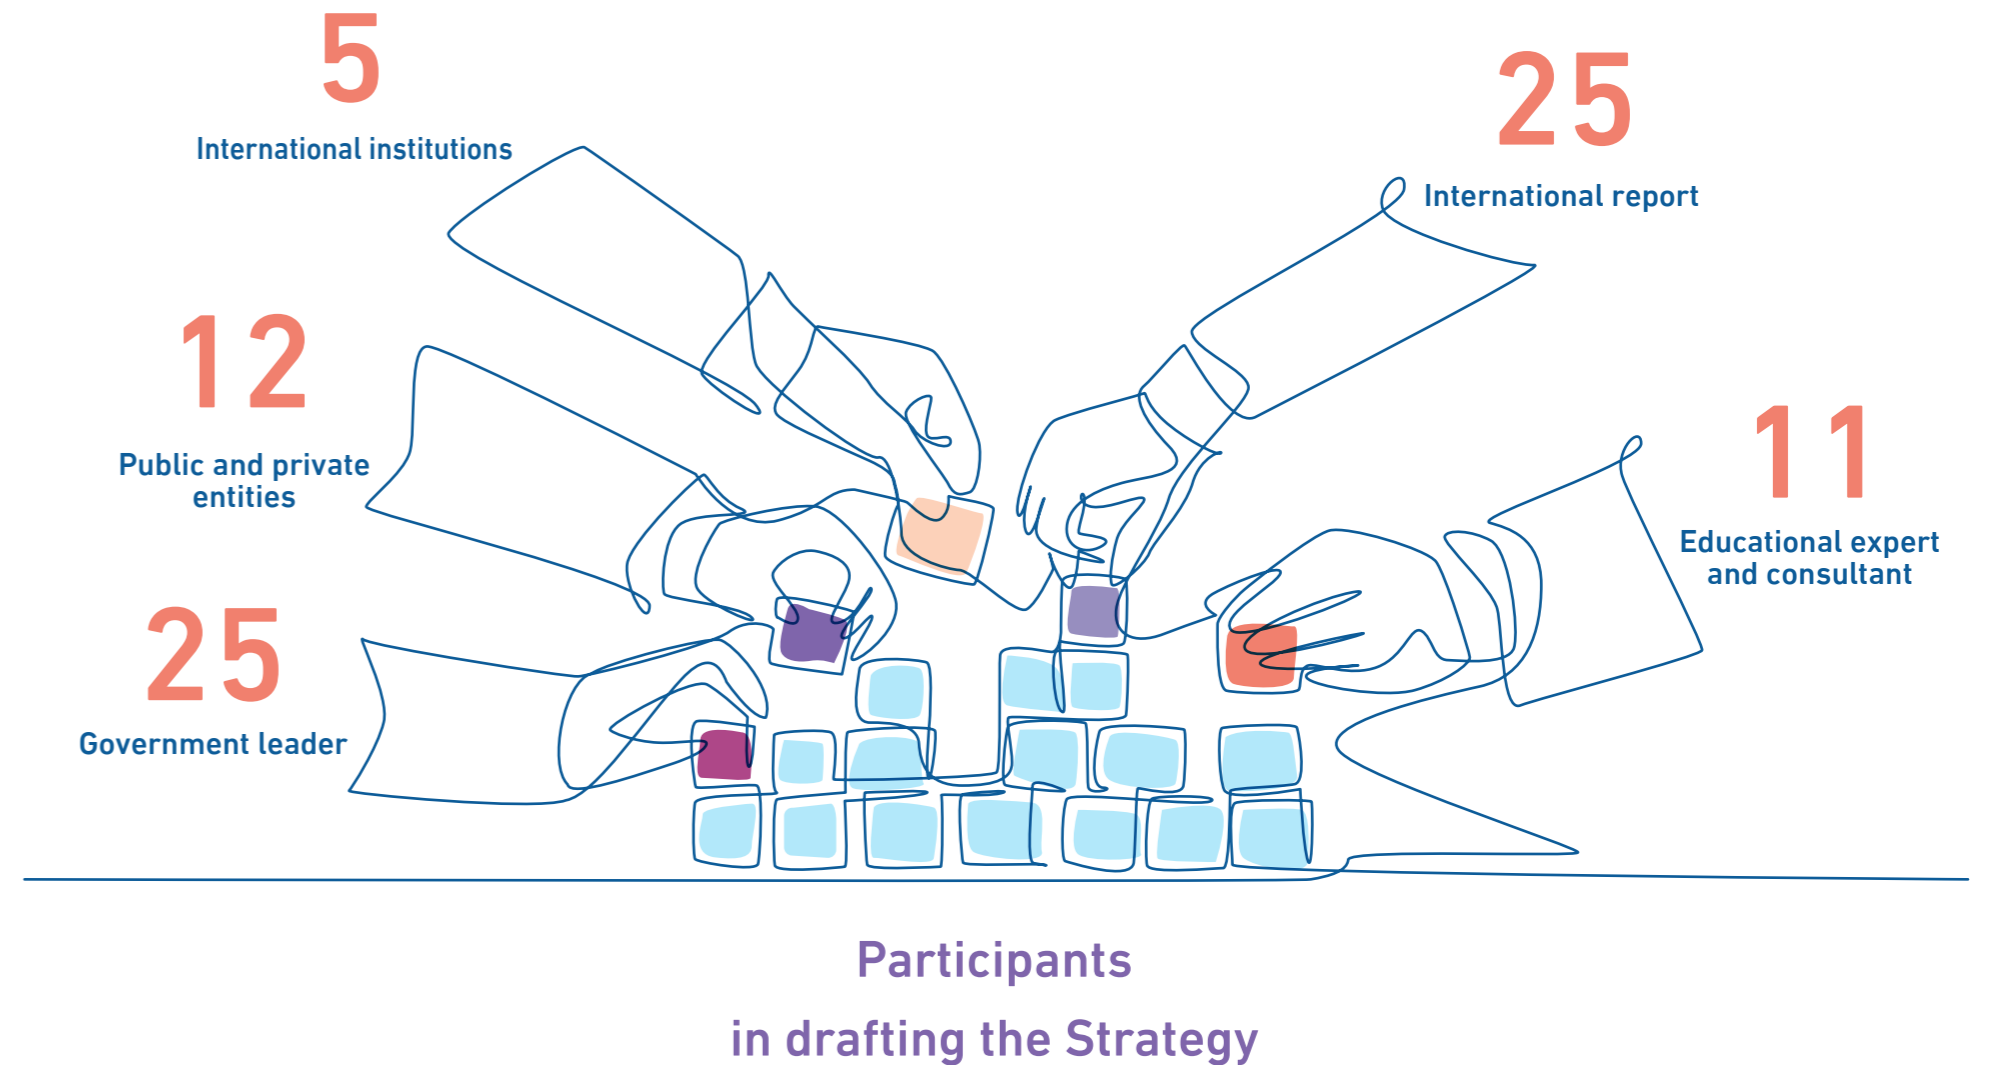 5
International institutions
25
International report
12
Public and private
entities
11
Educational expert
and consultant
25
Government leader
Participants
in drafting the Strategy